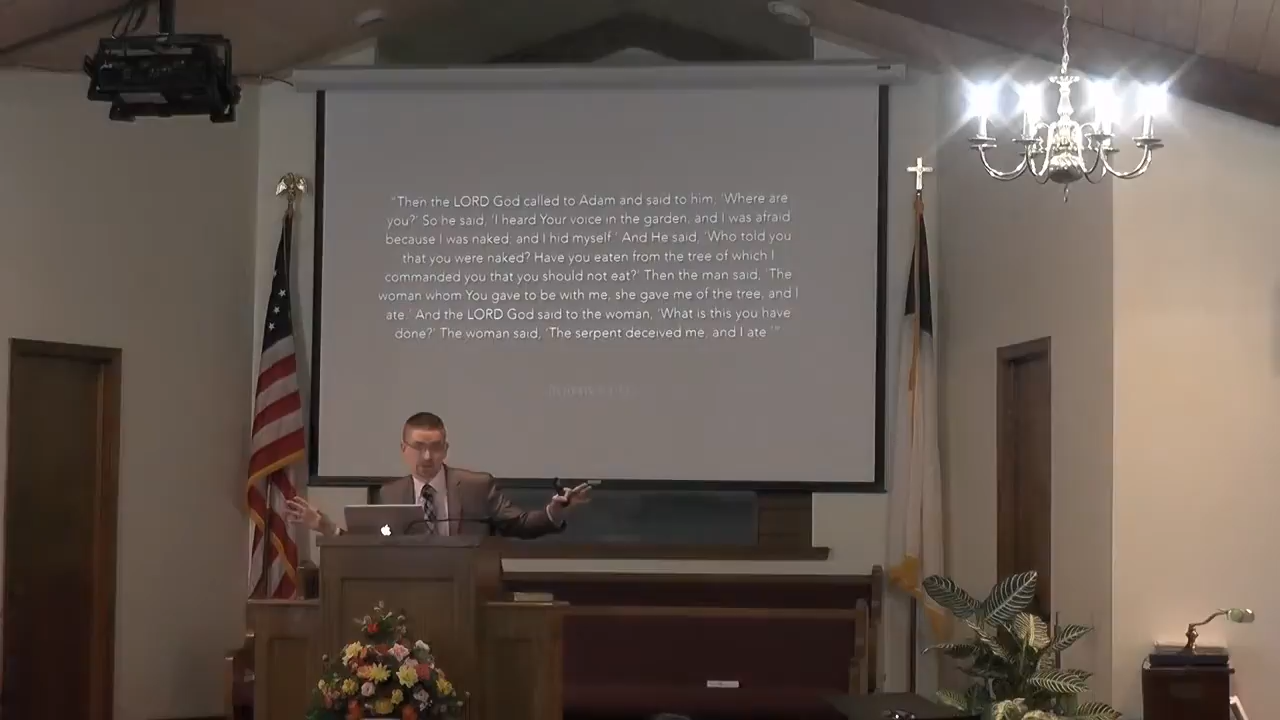 "Then the LORD God called to Adam and said to him, 'Where are
you?' So he said, 'I heard Your voice in the garden, and I was afraid
because I was naked; and I hid myself.' And He said, 'Who told you
that you were naked? Have you eaten from the tree of which I
commanded you that you should not eat?' Then the man said, 'The
woman whom You gave to be with me, she gave me of the tree, and I
ate.' And the LORD God said to the woman, 'What is this you have
done?' The woman said, 'The serpent deceived me, and I ate.'"